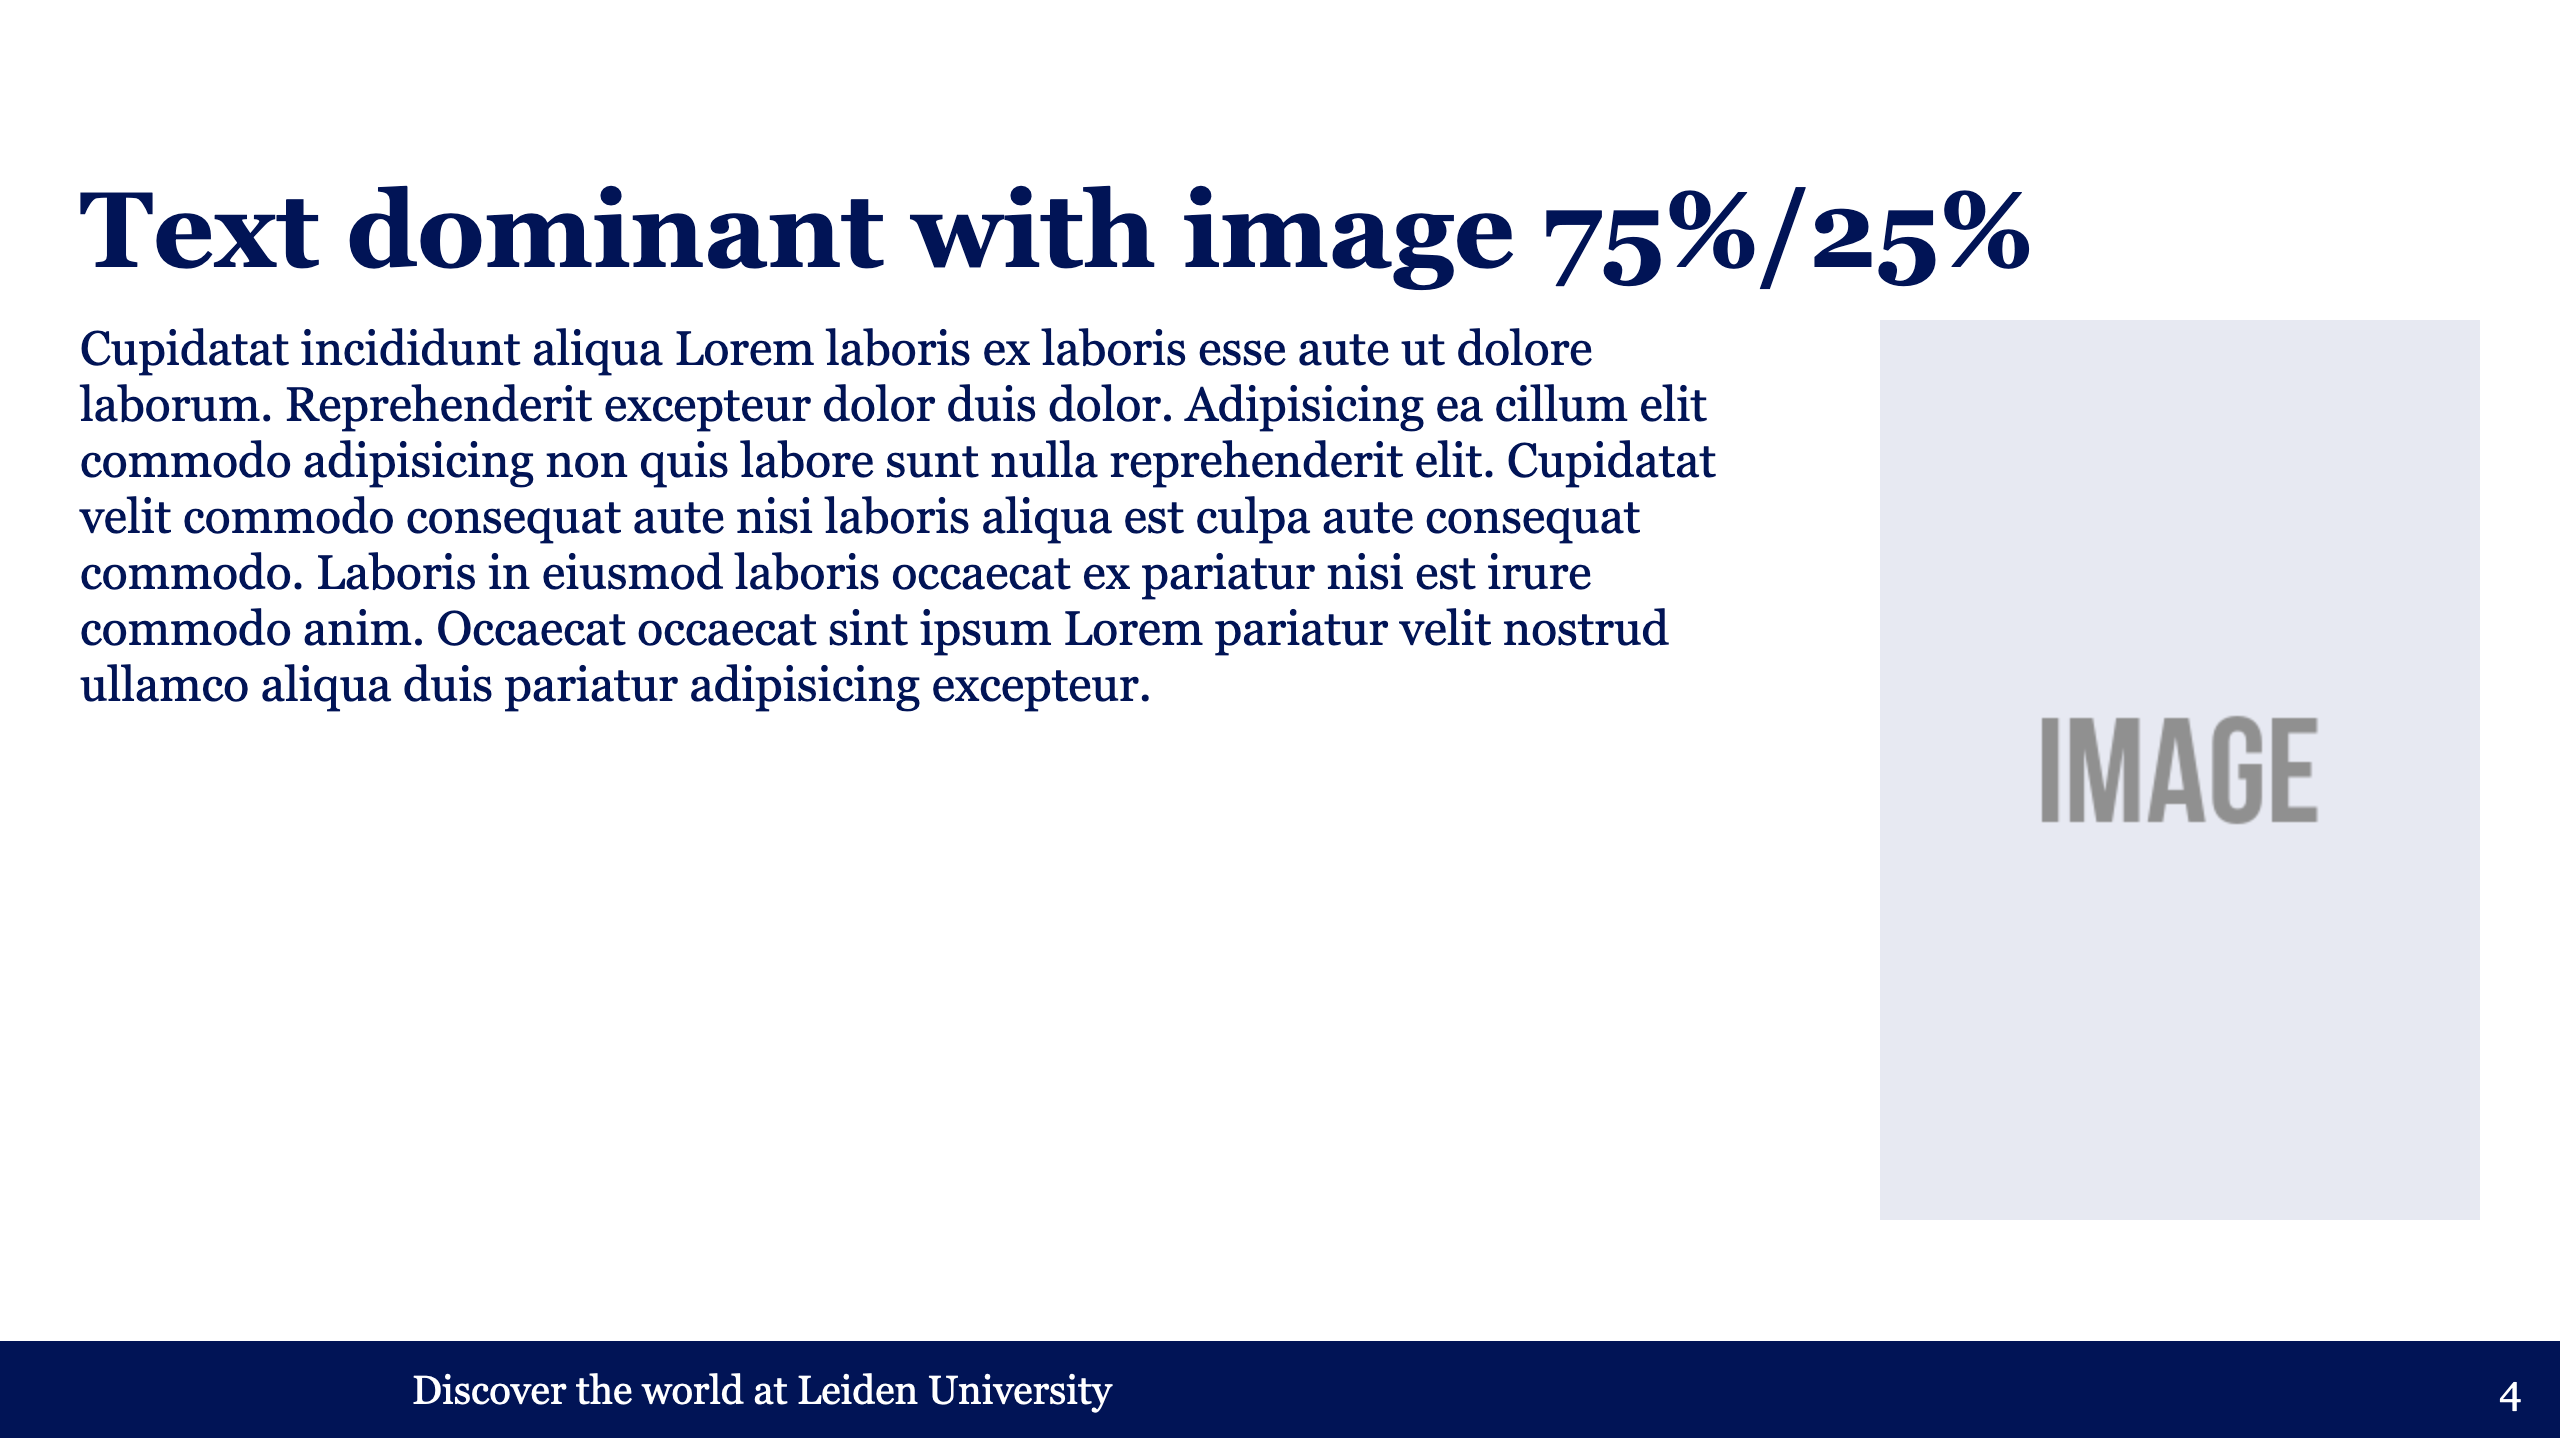 Text dominant with image 75%/25%
Cupidatat incididunt aliqua Lorem laboris ex laboris esse aute ut dolore
laborum. Reprehenderit excepteur dolor duis dolor. Adipisicing ea cillum elit
commodo adipisicing non quis labore sunt nulla reprehenderit elit. Cupidatat
velit commodo consequat aute nisi laboris aliqua est culpa aute consequat
commodo. Laboris in eiusmod laboris occaecat ex pariatur nisi est irure
commodo anim. Occaecat occaecat sint ipsum Lorem pariatur velit nostrud
ullamco aliqua duis pariatur adipisicing excepteur.
IMAGE
Discover the world at Leiden University
4